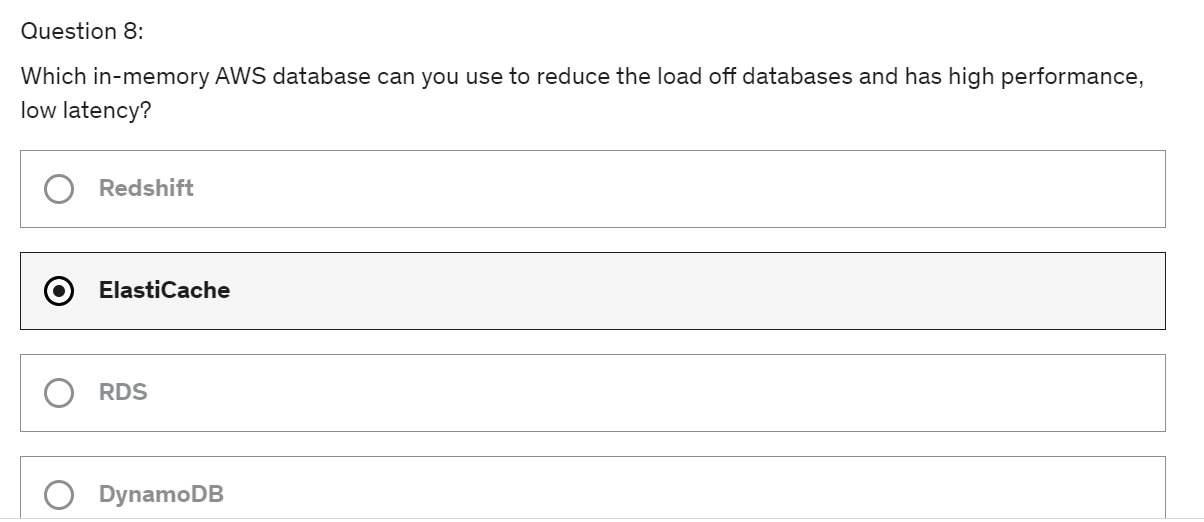 Question 8:
Which in-memory AWS database can you use to reduce the load off databases and has high performance,
low latency?
Redshift
ElastiCache
RDS
DynamoDB